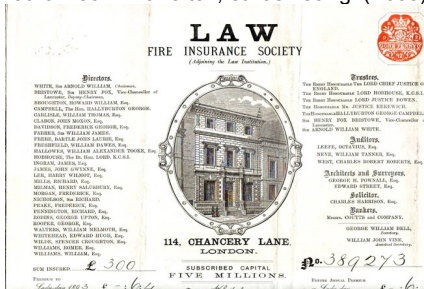 LAW
FIRE INSURANCE SOCIETY
(Adjoining the Law Institution.)
Directors.
WHITE, Sir ARNOLD WILLIAM, Chairman.
BRISTOWE, Sir HENRY FOX, Vice-Chancellor of
Lancaster, Deputy-Chairman.
BROUGHTON, HOWARD WILLIAM, Esq.
CAMPBELL, The Hon. HALLYBURTON GEORGE.
CARLISLE, WILLIAM THOMAS, Esq.
CLABON, JOHN MOXON, Esq.
DAVIDSON, FREDERICK GEORGE, Esq.
FARRER, Sir WILLIAM JAMES.
FRERE, BARTLE JOHN LAURIE, Esq.
FRESHFIELD, WILLIAM DAWES, Esq.
HALLOWES, WILLIAM ALEXANDER TOOKE, Esq.
HOBHOUSE, The Rt. Hon. LORD, K.C.S.I.
INGRAM, JAMES, Esq.
JAMES, JOHN GWYNNE, Esq.
LEE, HARRY WILMOT, Esq.
MILLS, RICHARD, Esq.
MILMAN, HENRY SALUSBURY, Esq.
MORGAN, FREDERICK, Esq.
NICHOLSON, Sir RICHARD.
PEAKE, FREDERICK, Esq.
PENNINGTON, RICHARD, Esq.
ROBINS, GEORGE UPTON, Esq.
ROOPER, GEORGE, Esq.
WALTERS, WILLIAM MELMOTH, Esq.
WHITEHEAD, EDWARD HUGH, Esq.
WILDE, SPENCER CROUGHTON, Esq.
WILLIAMS, ROMER, Esq.
WILLIAMS, WILLIAM, Esq.
SUM INSURED £ 300
114, CHANCERY LANE,
LONDON.
SUBSCRIBED CAPITAL
FIVE MILLIONS.
Trustees.
The Right Honourable The LORD CHIEF JUSTICE OF
ENGLAND.
The Right Honourable LORD HOBHOUSE, K.C.S.I.
The Right Honourable LORD JUSTICE BOWEN.
The Honourable Mr. JUSTICE KEKEWICH.
The Honourable HALLYBURTON GEORGE CAMPBELL
Sir HENRY FOX BRISTOWE, Vice-Chancellor of
Lancaster.
Sir ARNOLD WILLIAM WHITE.
Auditors.
LEEFE, OCTAVIUS, Esq.
NEVE, WILLIAM TANNER, Esq.
WEST, CHARLES ROBERT ROBERTS, Esq.
Architects and Surveyors.
GEORGE H. POWNALL, Esq.
EDWARD STREET, Esq.
Solicitor.
CHARLES HARRISON, Esq.
Bankers.
Messrs. COUTTS and COMPANY.
GEORGE WILLIAM BELL,
Secretary.
WILLIAM JOHN VINE,
Assistant Secretary.
No. 389273